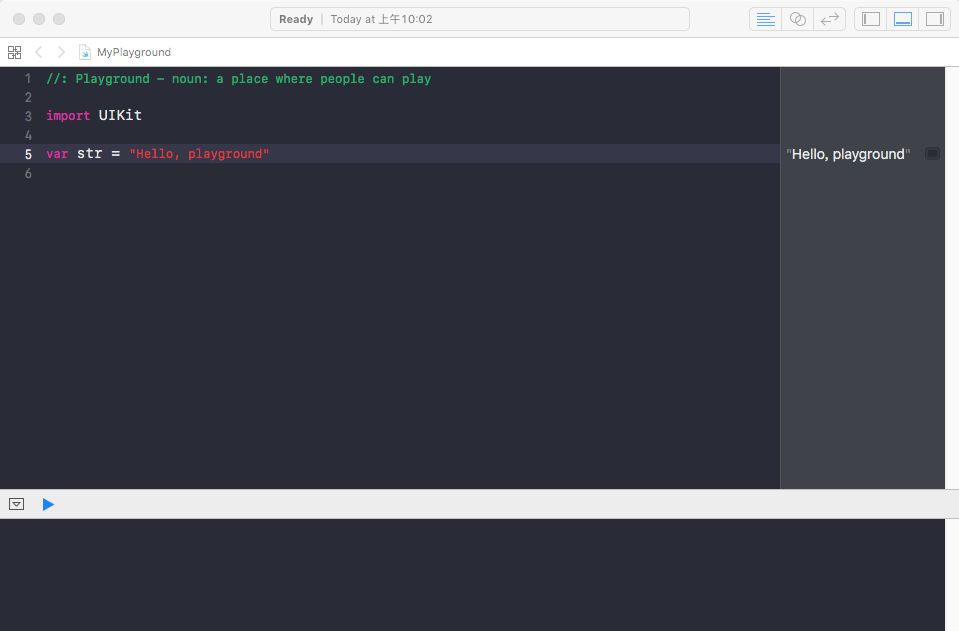 Ready | Today at 上午10:02
MyPlayground
1 //: Playground - noun: a place where people can play
2
3 import UIKit
4
5 var str = "Hello, playground"
"Hello, playground"
6